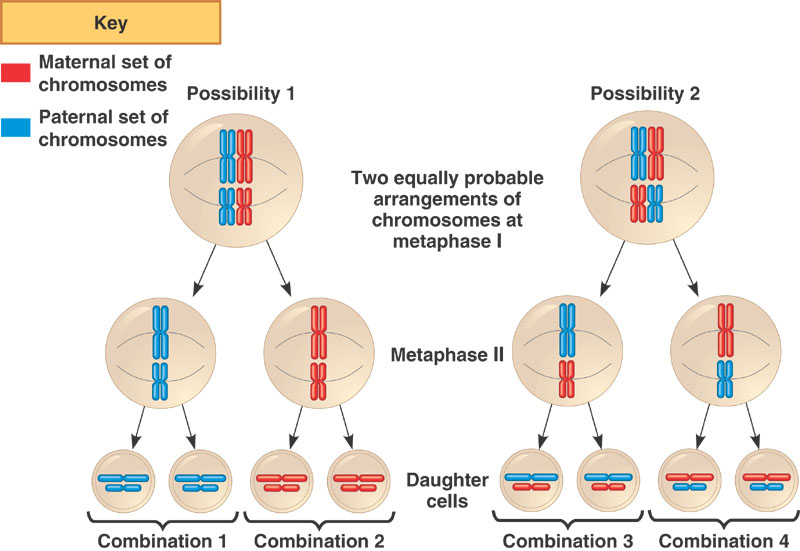 Key
Maternal set of
chromosomes
Paternal set of
chromosomes
Possibility 1
Possibility 2
Two equally probable
arrangements of
chromosomes at
metaphase I
Metaphase II
Daughter
cells
Combination 1
Combination 2
Combination 3
Combination 4